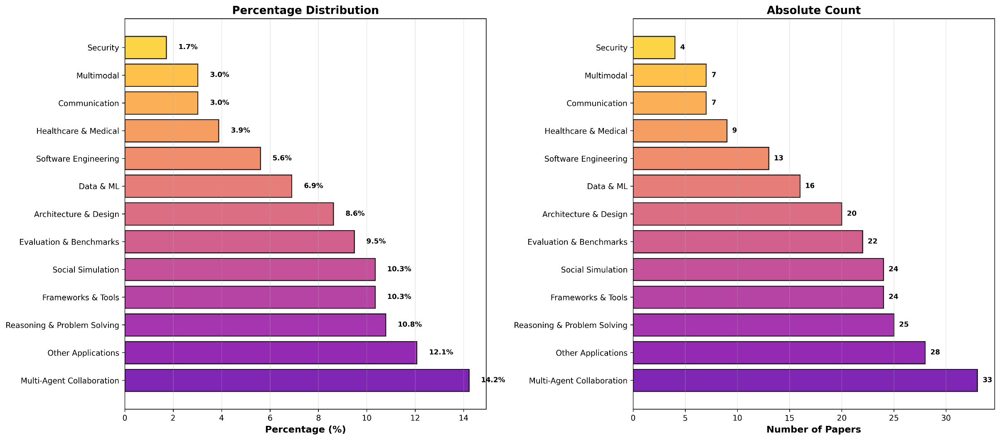 Percentage Distribution
Security
1.7%
Multimodal
3.0%
Communication
3.0%
Healthcare & Medical
3.9%
Software Engineering
5.6%
Data & ML
6.9%
Architecture & Design
8.6%
Evaluation & Benchmarks
9.5%
Social Simulation
10.3%
Frameworks & Tools
10.3%
Reasoning & Problem Solving
10.8%
Other Applications
12.1%
Multi-Agent Collaboration
14.2%
0 2 4 6 8 10 12 14
Percentage (%)
Absolute Count
Security
4
Multimodal
7
Communication
7
Healthcare & Medical
9
Software Engineering
13
Data & ML
16
Architecture & Design
20
Evaluation & Benchmarks
22
Social Simulation
24
Frameworks & Tools
24
Reasoning & Problem Solving
25
Other Applications
28
Multi-Agent Collaboration
33
0 5 10 15 20 25 30
Number of Papers